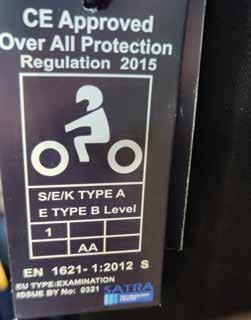 CE Approved
Over All Protection
Regulation 2015
S/E/K TYPE A
E TYPE B Level
1
AA
EN 1621-1:2012 S
EU TYPE:EXAMINATION
ISSUE BY No: 0321 SATRA
TECHNOLOGY